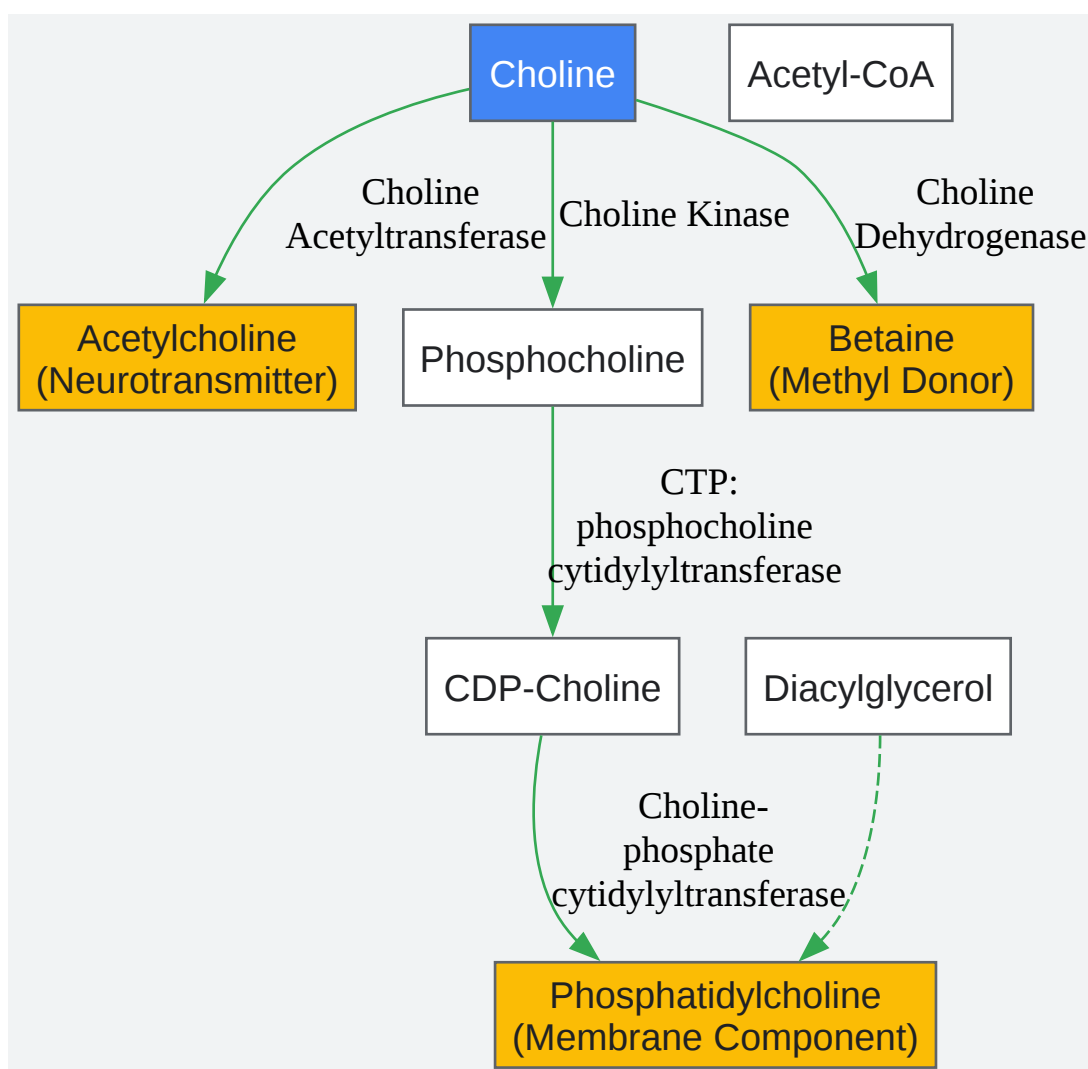 Choline
Acetyl-CoA
Choline
Acetyltransferase
Choline Kinase
Choline
Dehydrogenase
Acetylcholine
(Neurotransmitter)
Phosphocholine
Betaine
(Methyl Donor)
CTP:
phosphocholine
cytidylyltransferase
CDP-Choline
Diacylglycerol
Choline-
phosphate
cytidylyltransferase
Phosphatidylcholine
(Membrane Component)